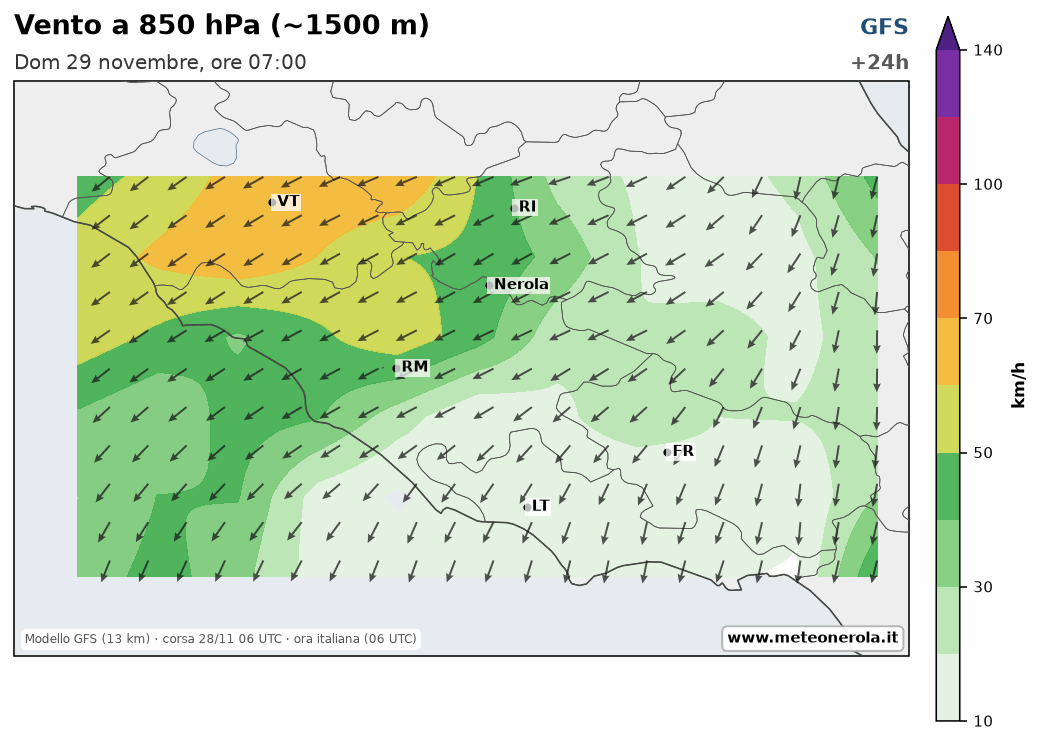 Vento a 850 hPa (~1500 m)
GFS
Dom 29 novembre, ore 07:00
+24h
VT
RI
Nerola
RM
FR
LT
140
100
70
50
30
10
km/h
Modello GFS (13 km) · corsa 28/11 06 UTC · ora italiana (06 UTC)
www.meteonerola.it